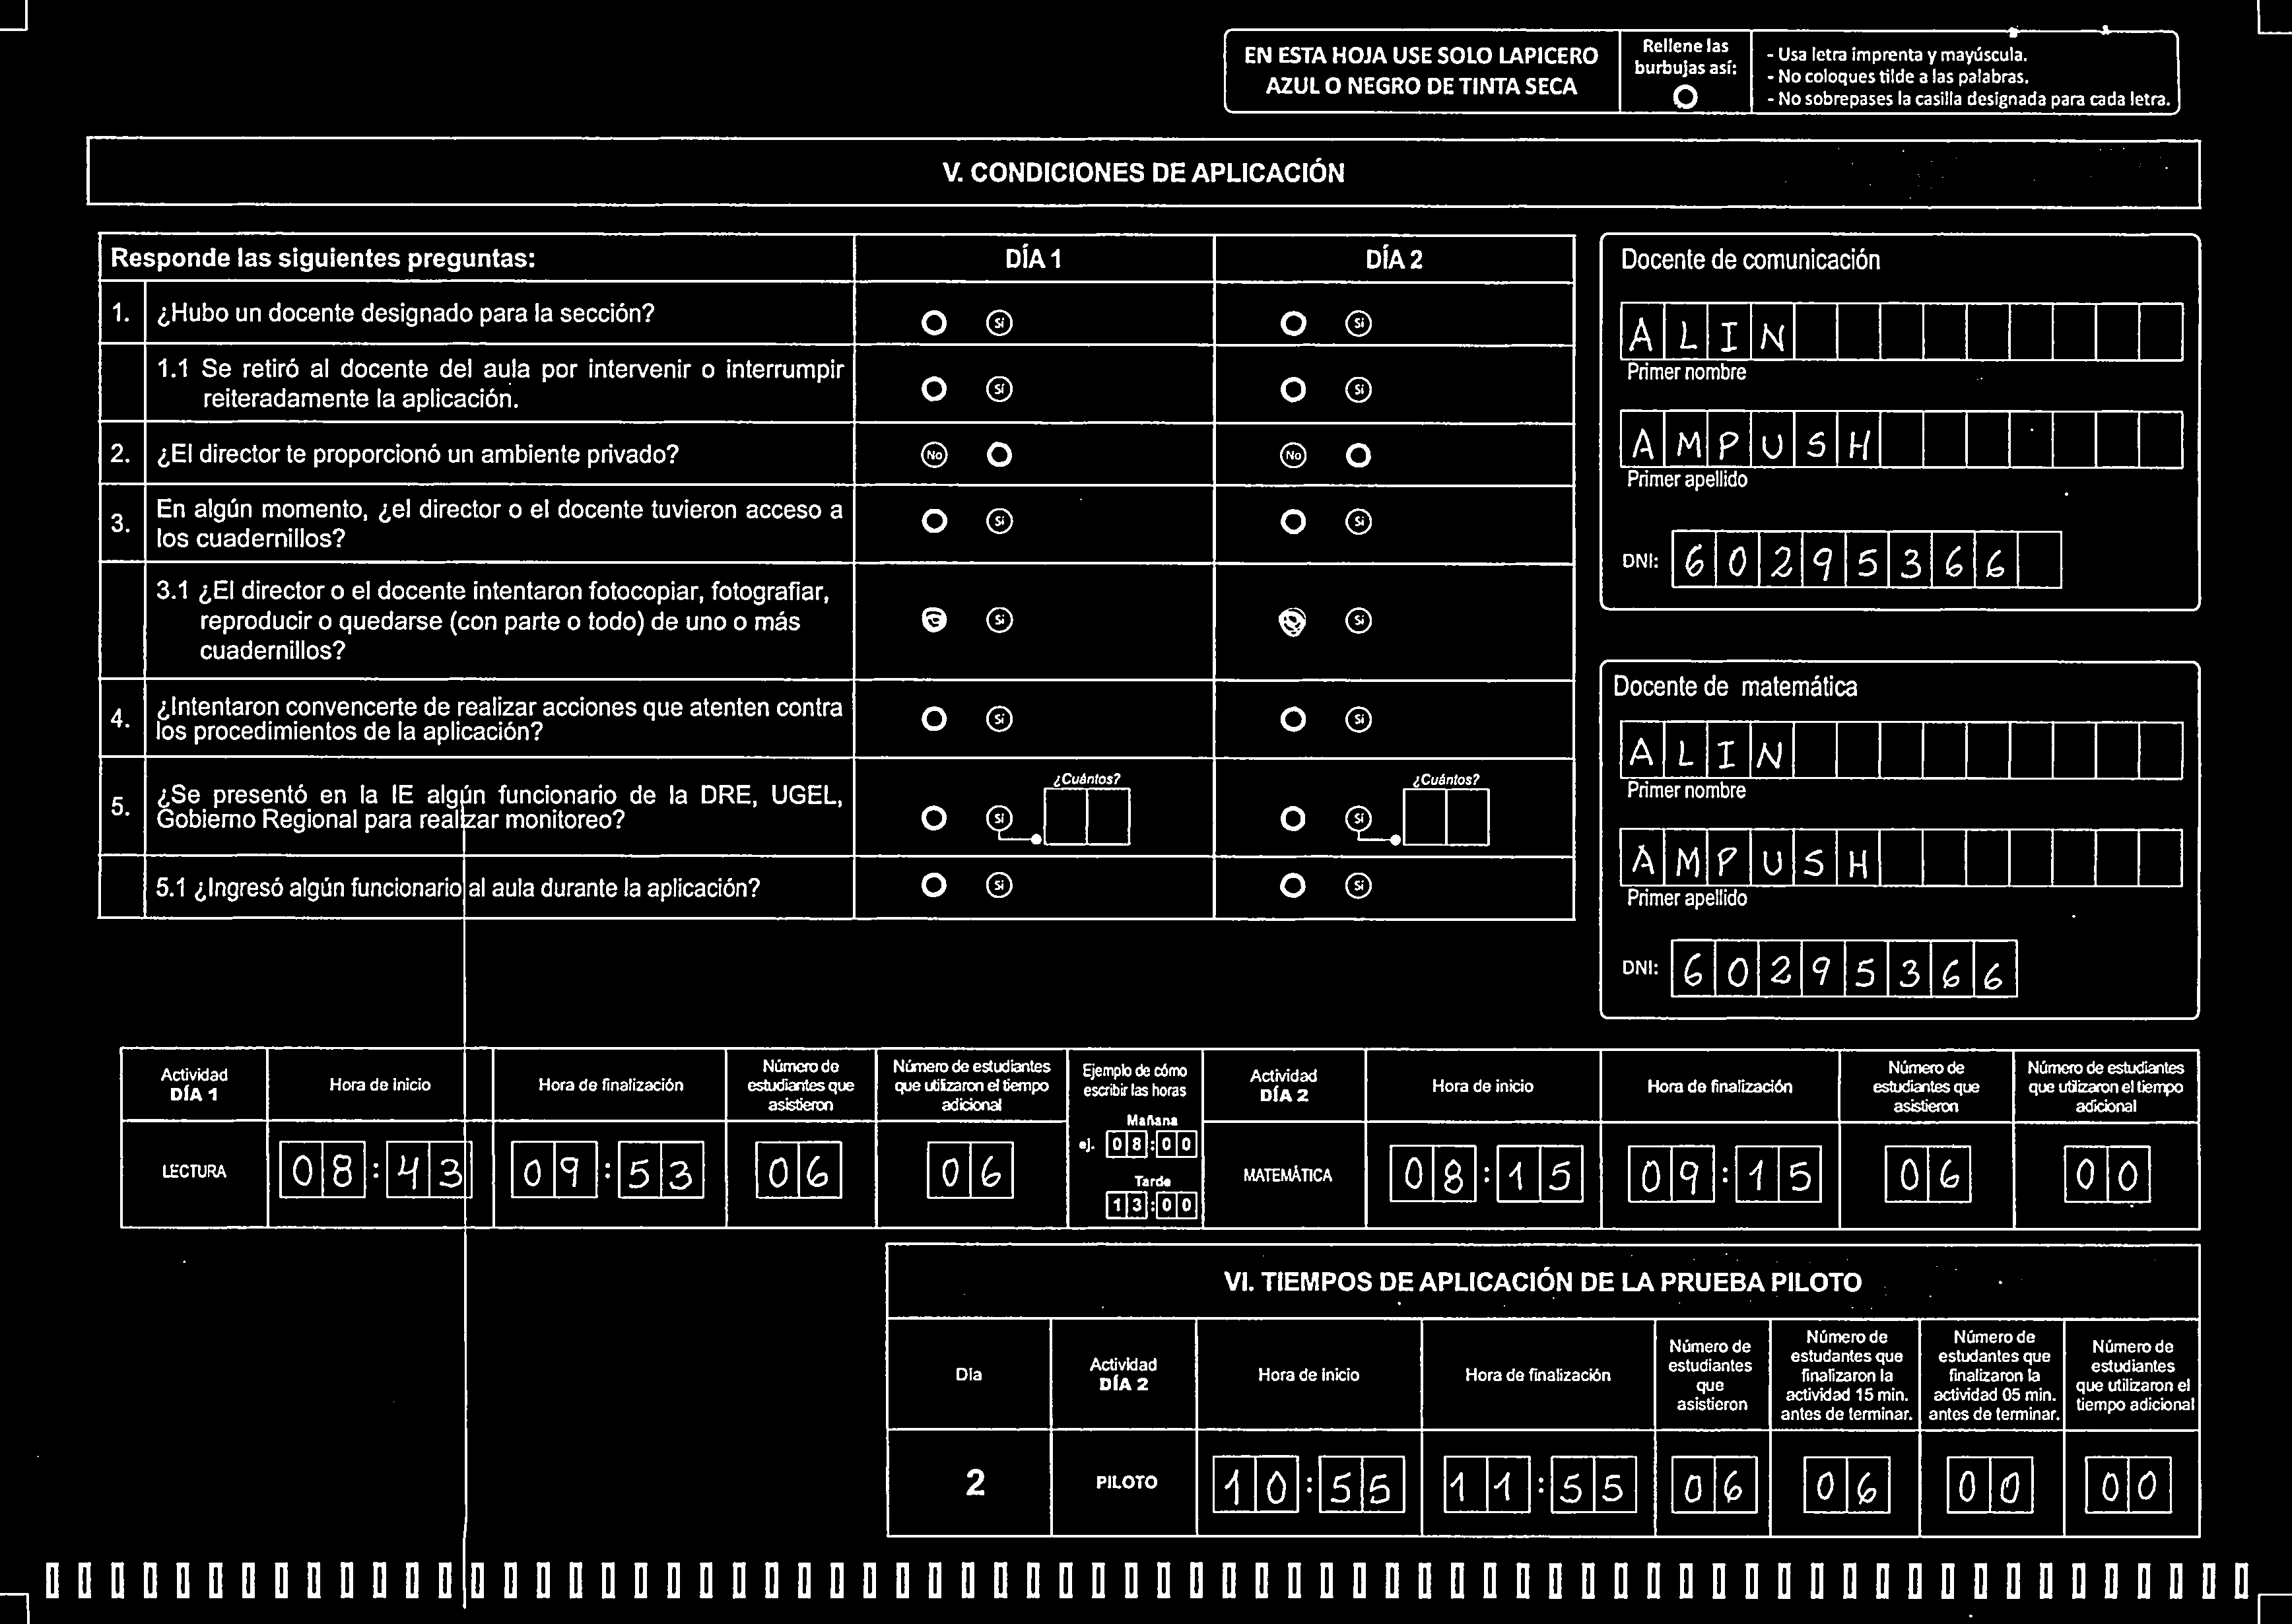 EN ESTA HOJA USE SOLO LAPICERO
AZUL O NEGRO DE TINTA SECA
Rellene las
burbujas así:
- Usa letra imprenta y mayúscula.
- No coloques tilde a las palabras.
- No sobrepases la casilla designada para cada letra.
V. CONDICIONES DE APLICACIÓN
Responde las siguientes preguntas: DÍA 1 DÍA 2
1. ¿Hubo un docente designado para la sección? Sí Sí
1.1 Se retiró al docente del aula por intervenir o interrumpir
reiteradamente la aplicación. Sí Sí
2. ¿El director te proporcionó un ambiente privado? No No
3. En algún momento, ¿el director o el docente tuvieron acceso a
los cuadernillos? Sí Sí
3.1 ¿El director o el docente intentaron fotocopiar, fotografiar,
reproducir o quedarse (con parte o todo) de uno o más
cuadernillos? Sí Sí
4. ¿Intentaron convencerte de realizar acciones que atenten contra
los procedimientos de la aplicación? Sí Sí
5. ¿Se presentó en la IE algún funcionario de la DRE, UGEL,
Gobierno Regional para realizar monitoreo? Sí ¿Cuántos? Sí ¿Cuántos?
5.1 ¿Ingresó algún funcionario al aula durante la aplicación? Sí Sí
Docente de comunicación
ALIN
Primer nombre
AMPUSH
Primer apellido
DNI: 60295366
Docente de matemática
ALIN
Primer nombre
AMPUSH
Primer apellido
DNI: 60295366
Actividad
DÍA 1
Hora de inicio
Hora de finalización
Número de
estudiantes que
asistieron
Número de estudiantes
que utilizaron el tiempo
adicional
LECTURA 08:43 09:53 06 06
Ejemplo de cómo
escribir las horas
Mañana
ej. 08:00
Tarde
13:00
Actividad
DÍA 2
Hora de inicio
Hora de finalización
Número de
estudiantes que
asistieron
Número de estudiantes
que utilizaron el tiempo
adicional
MATEMÁTICA 08:15 09:15 06 00
VI. TIEMPOS DE APLICACIÓN DE LA PRUEBA PILOTO
Día
Actividad
DÍA 2
Hora de inicio
Hora de finalización
Número de
estudiantes
que
asistieron
Número de
estudantes que
finalizaron la
actividad 15 min.
antes de terminar.
Número de
estudantes que
finalizaron la
actividad 05 min.
antes de terminar.
Número de
estudiantes
que utilizaron el
tiempo adicional
2 PILOTO 10:55 11:55 06 06 00 00